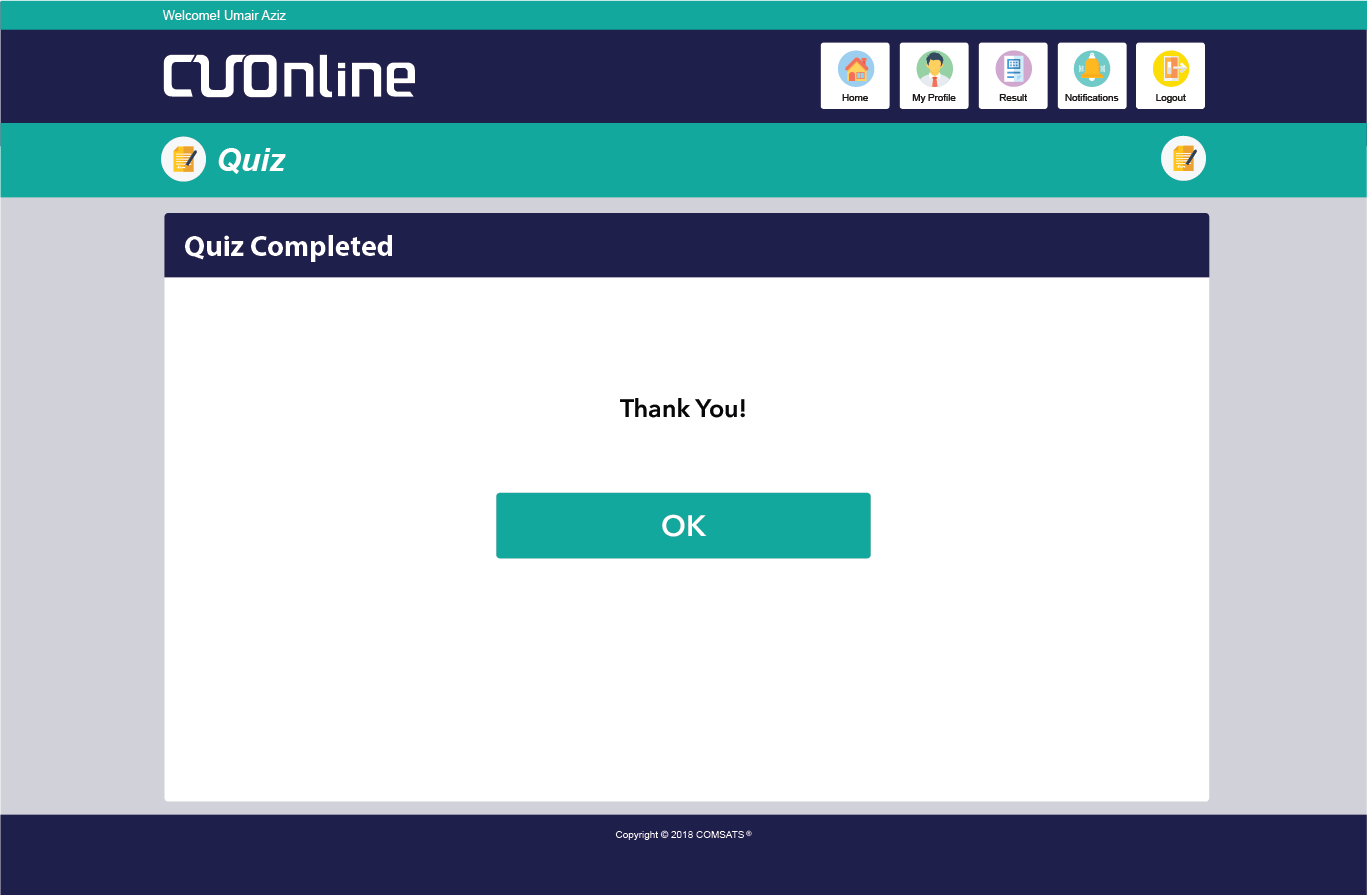 Welcome! Umair Aziz
CUOnline
Home
My Profile
Result
Notifications
Logout
Quiz
Quiz Completed
Thank You!
OK
Copyright © 2018 COMSATS ®